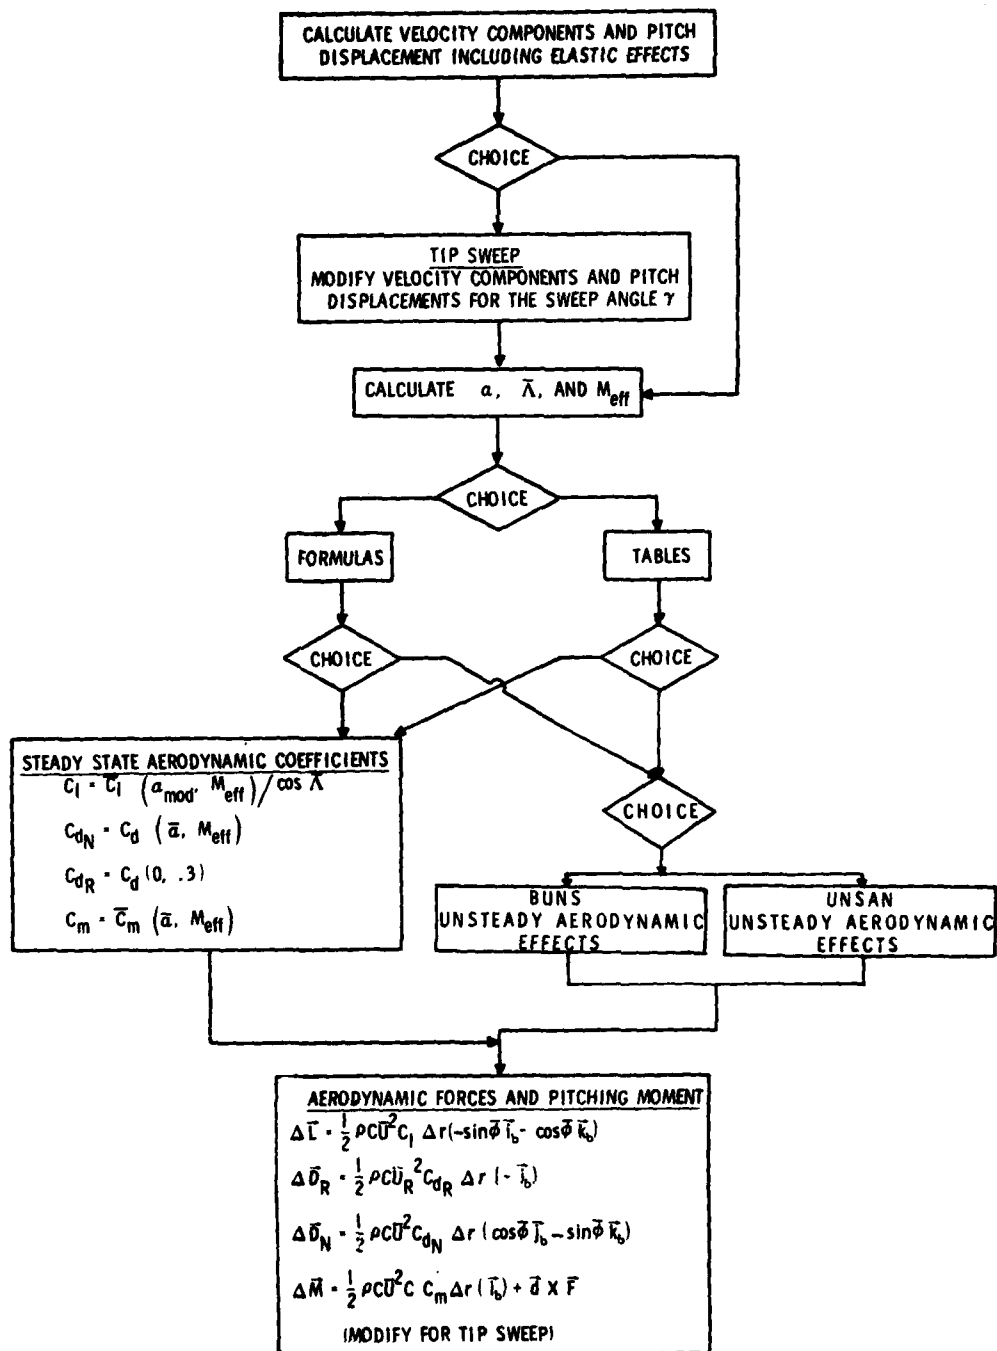 CALCULATE VELOCITY COMPONENTS AND PITCH
DISPLACEMENT INCLUDING ELASTIC EFFECTS
CHOICE
TIP SWEEP
MODIFY VELOCITY COMPONENTS AND PITCH
DISPLACEMENTS FOR THE SWEEP ANGLE γ
CALCULATE α, Λ̄, AND M_eff
CHOICE
FORMULAS
TABLES
CHOICE
CHOICE
STEADY STATE AERODYNAMIC COEFFICIENTS
C_l = C̄_l (α_mod, M_eff)/cos Λ̄
C_dN = C_d (ᾱ, M_eff)
C_dR = C_d (0, .3)
C_m = C̄_m (ᾱ, M_eff)
CHOICE
BUNS
UNSTEADY AERODYNAMIC
EFFECTS
UNSAN
UNSTEADY AERODYNAMIC
EFFECTS
AERODYNAMIC FORCES AND PITCHING MOMENT
ΔL̄ = 1/2 ρCŪ²C_l Δr(-sinφ̄ i̅_b - cosφ̄ k̅_b)
ΔD̄_R = 1/2 ρCŪ_R²C_dR Δr (- i̅_b)
ΔD̄_N = 1/2 ρCŪ²C_dN Δr (cosφ̄ j̅_b - sinφ̄ k̅_b)
ΔM̄ = 1/2 ρCŪ²C C_m Δr (i̅_b) + d̄ X F̄
(MODIFY FOR TIP SWEEP)